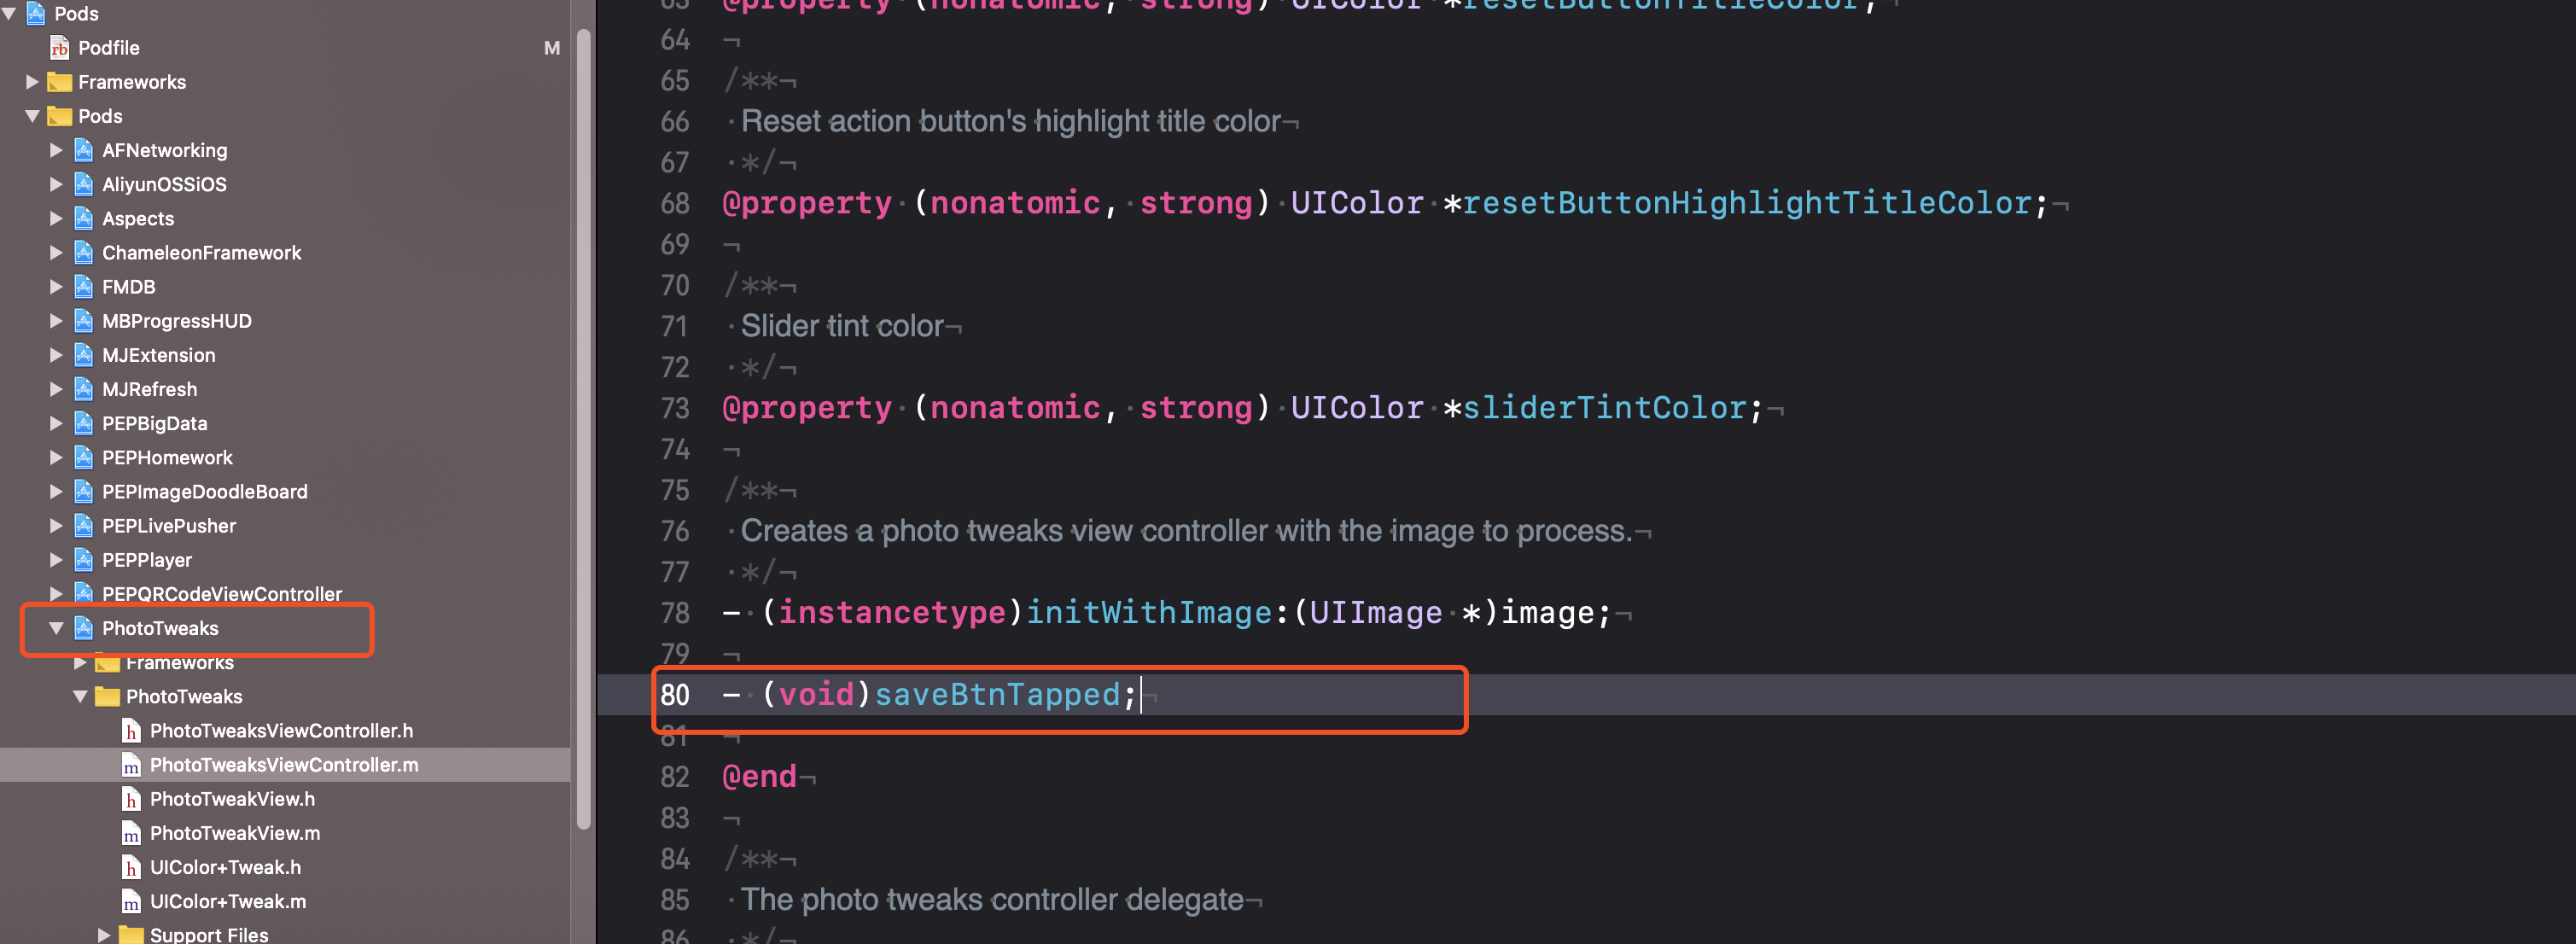 Pods
Podfile M
Frameworks
Pods
AFNetworking
AliyunOSSiOS
Aspects
ChameleonFramework
FMDB
MBProgressHUD
MJExtension
MJRefresh
PEPBigData
PEPHomework
PEPImageDoodleBoard
PEPLivePusher
PEPPlayer
PEPQRCodeViewController
PhotoTweaks
Frameworks
PhotoTweaks
PhotoTweaksViewController.h
PhotoTweaksViewController.m
PhotoTweakView.h
PhotoTweakView.m
UIColor+Tweak.h
UIColor+Tweak.m
Support Files
63 @property (nonatomic, strong) UIColor *resetButtonTitleColor;¬
64 ¬
65 /**¬
66 ·Reset·action·button's·highlight·title·color¬
67 ·*/¬
68 @property·(nonatomic,·strong)·UIColor·*resetButtonHighlightTitleColor;¬
69 ¬
70 /**¬
71 ·Slider·tint·color¬
72 ·*/¬
73 @property·(nonatomic,·strong)·UIColor·*sliderTintColor;¬
74 ¬
75 /**¬
76 ·Creates·a·photo·tweaks·view·controller·with·the·image·to·process.¬
77 ·*/¬
78 -·(instancetype)initWithImage:(UIImage·*)image;¬
79 ¬
80 -·(void)saveBtnTapped;¬
81 ¬
82 @end¬
83 ¬
84 /**¬
85 ·The·photo·tweaks·controller·delegate¬
86 ·*/¬